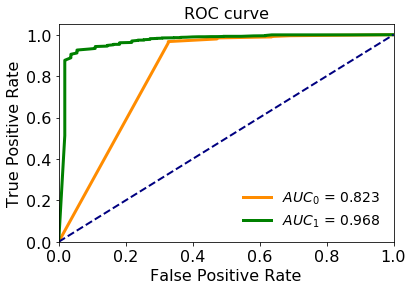 ROC curve
True Positive Rate
1.0
0.8
0.6
0.4
0.2
0.0
AUC₀ = 0.823
AUC₁ = 0.968
0.0 0.2 0.4 0.6 0.8 1.0
False Positive Rate